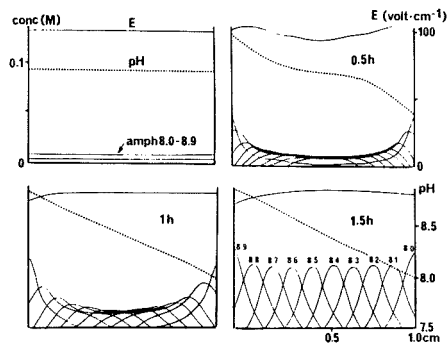 conc (M)
E
E (volt·cm⁻¹)
0.1
pH
0.5h
100
amph 8.0-8.9
0
0
1h
1.5h
pH
8.5
8.9 8.8 8.7 8.6 8.5 8.4 8.3 8.2 8.1 8.0
8.0
7.5
0.5
1.0cm